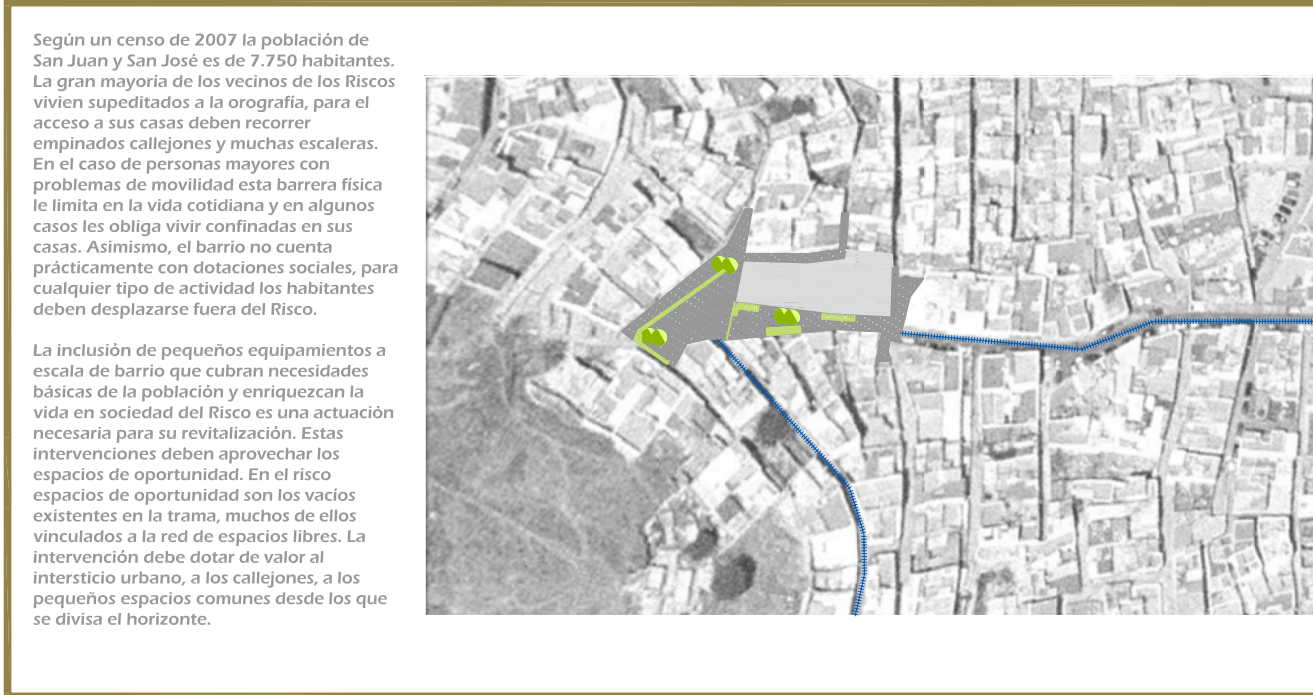 Según un censo de 2007 la población de
San Juan y San José es de 7.750 habitantes.
La gran mayoría de los vecinos de los Riscos
vivien supeditados a la orografía, para el
acceso a sus casas deben recorrer
empinados callejones y muchas escaleras.
En el caso de personas mayores con
problemas de movilidad esta barrera física
le limita en la vida cotidiana y en algunos
casos les obliga vivir confinadas en sus
casas. Asimismo, el barrio no cuenta
prácticamente con dotaciones sociales, para
cualquier tipo de actividad los habitantes
deben desplazarse fuera del Risco.

La inclusiòn de pequeños equipamientos a
escala de barrio que cubran necesidades
básicas de la población y enriquezcan la
vida en sociedad del Risco es una actuación
necesaria para su revitalización. Estas
intervenciones deben aprovechar los
espacios de oportunidad. En el risco
espacios de oportunidad son los vacíos
existentes en la trama, muchos de ellos
vinculados a la red de espacios libres. La
intervención debe dotar de valor al
intersticio urbano, a los callejones, a los
pequeños espacios comunes desde los que
se divisa el horizonte.